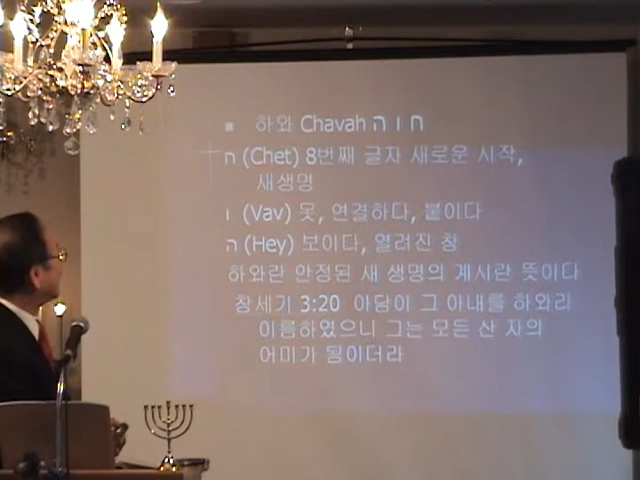 ▪ 하와 Chavah ח ו ה
ח (Chet) 8번째 글자 새로운 시작,
새생명
ו (Vav) 못, 연결하다, 붙이다
ה (Hey) 보이다, 열려진 창
하와란 안정된 새 생명의 계시란 뜻이다
창세기 3:20 아담이 그 아내를 하와라
이름하였으니 그는 모든 산 자의
어미가 됨이더라